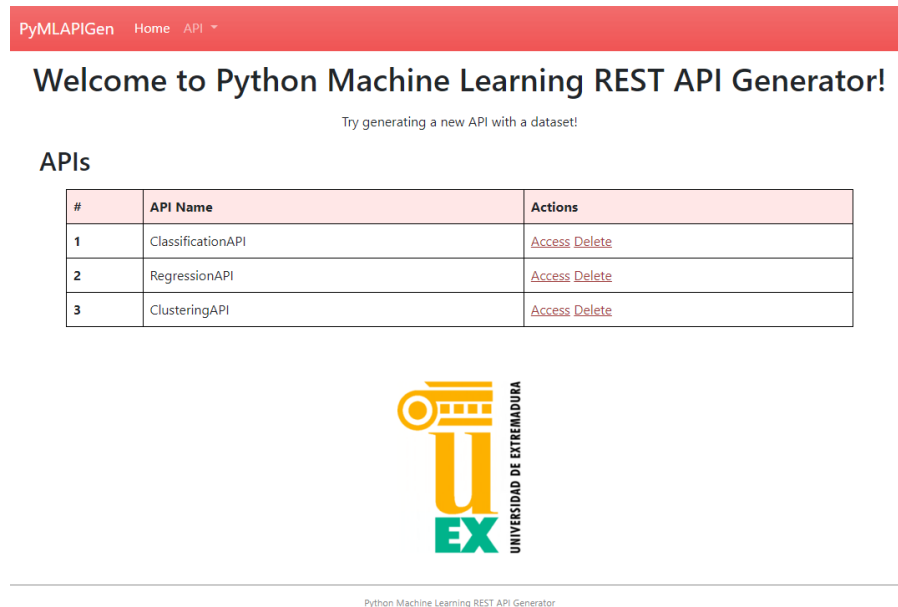 PyMLAPIGen Home API
Welcome to Python Machine Learning REST API Generator!
Try generating a new API with a dataset!
APIs
# API Name Actions
1 ClassificationAPI Access Delete
2 RegressionAPI Access Delete
3 ClusteringAPI Access Delete
u
EX
UNIVERSIDAD DE EXTREMADURA
Python Machine Learning REST API Generator